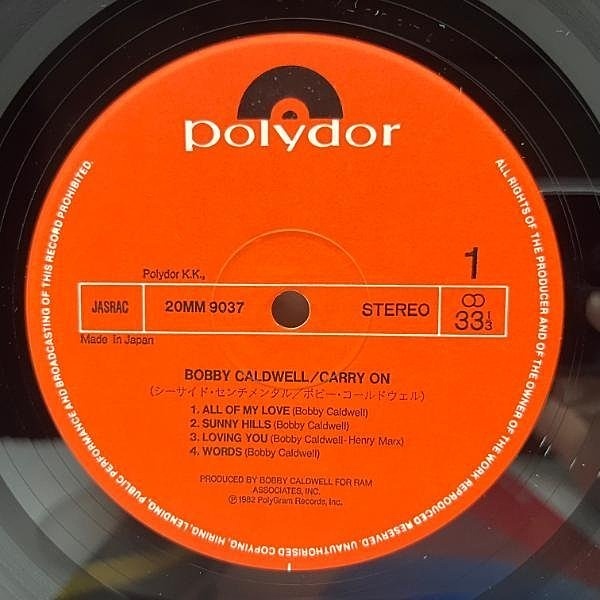 polydor
1
Polydor K.K.,
JASRAC
20MM 9037
STEREO
33 1/3
Made in Japan
BOBBY CALDWELL/CARRY ON
(シーサイド・センチメンタル/ボビー・コールドウェル)
1. ALL OF MY LOVE (Bobby Caldwell)
2. SUNNY HILLS (Bobby Caldwell)
3. LOVING YOU (Bobby Caldwell-Henry Marx)
4. WORDS (Bobby Caldwell)
PRODUCED BY BOBBY CALDWELL FOR RAM
ASSOCIATES, INC.
Ⓟ1982 PolyGram Records, Inc.
ALL RIGHTS OF THE PRODUCER AND OF THE OWNER OF THE WORK REPRODUCED RESERVED. UNAUTHORISED COPYING, HIRING, LENDING, PUBLIC PERFORMANCE AND BROADCASTING OF THIS RECORD PROHIBITED.